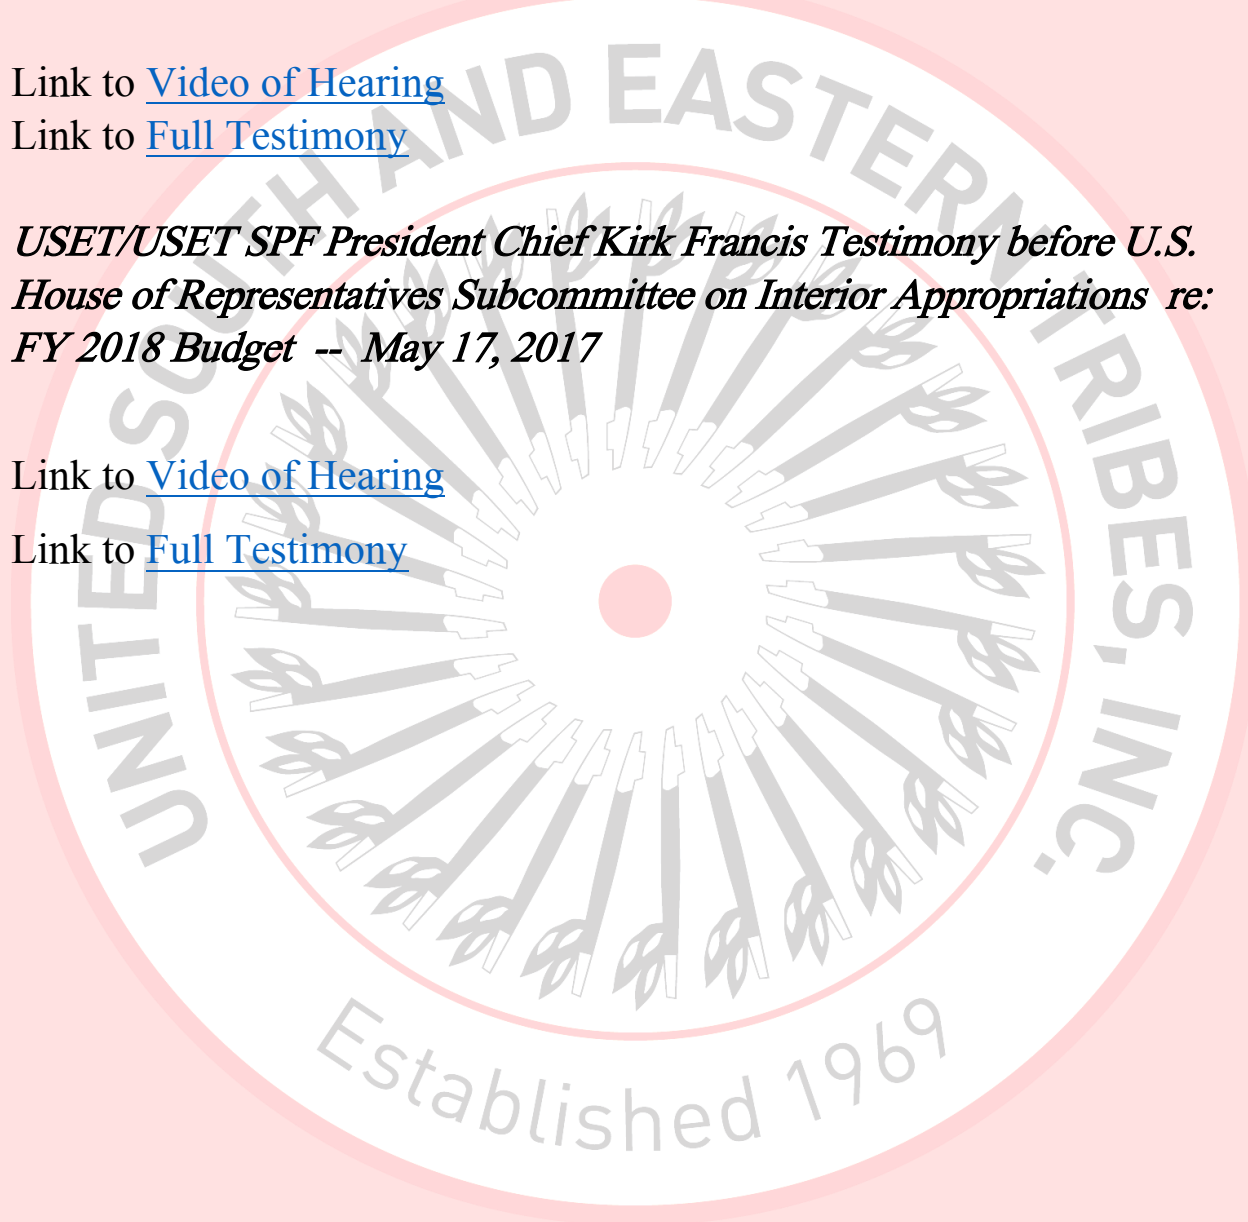 Link to Video of Hearing
Link to Full Testimony
USET/USET SPF President Chief Kirk Francis Testimony before U.S.
House of Representatives Subcommittee on Interior Appropriations re:
FY 2018 Budget -- May 17, 2017
Link to Video of Hearing
Link to Full Testimony
UNITED SOUTH AND EASTERN TRIBES, INC.
Established 1969